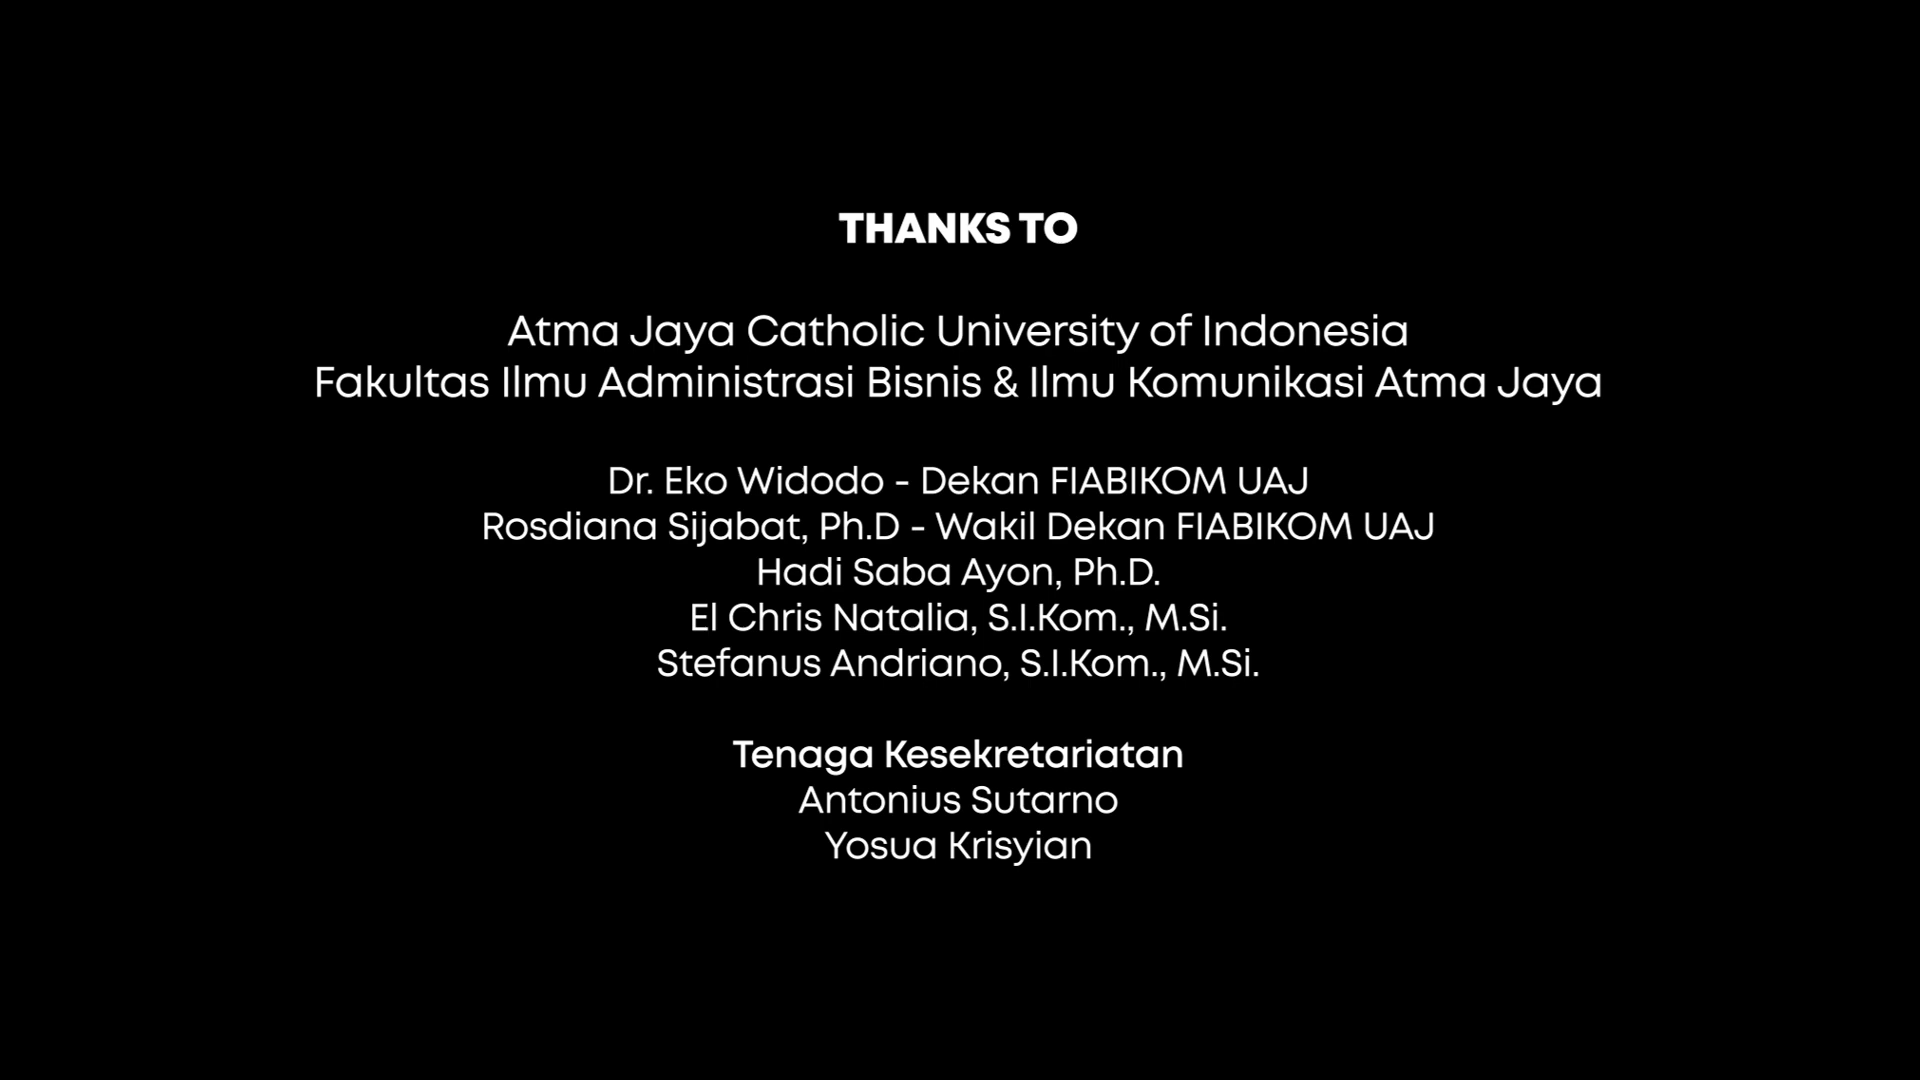 THANKS TO
Atma Jaya Catholic University of Indonesia
Fakultas Ilmu Administrasi Bisnis & Ilmu Komunikasi Atma Jaya
Dr. Eko Widodo - Dekan FIABIKOM UAJ
Rosdiana Sijabat, Ph.D - Wakil Dekan FIABIKOM UAJ
Hadi Saba Ayon, Ph.D.
El Chris Natalia, S.I.Kom., M.Si.
Stefanus Andriano, S.I.Kom., M.Si.
Tenaga Kesekretariatan
Antonius Sutarno
Yosua Krisyian